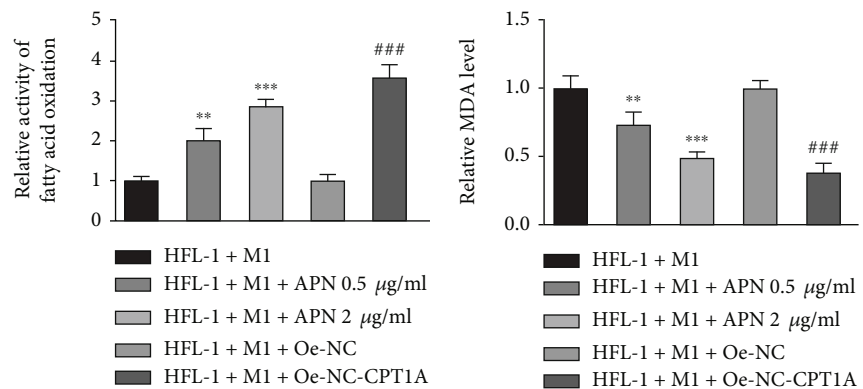 Relative activity of
fatty acid oxidation
5
4
3
2
1
0
**
***
###
HFL-1 + M1
HFL-1 + M1 + APN 0.5 μg/ml
HFL-1 + M1 + APN 2 μg/ml
HFL-1 + M1 + Oe-NC
HFL-1 + M1 + Oe-NC-CPT1A
Relative MDA level
1.5
1.0
0.5
0.0
**
***
###
HFL-1 + M1
HFL-1 + M1 + APN 0.5 μg/ml
HFL-1 + M1 + APN 2 μg/ml
HFL-1 + M1 + Oe-NC
HFL-1 + M1 + Oe-NC-CPT1A